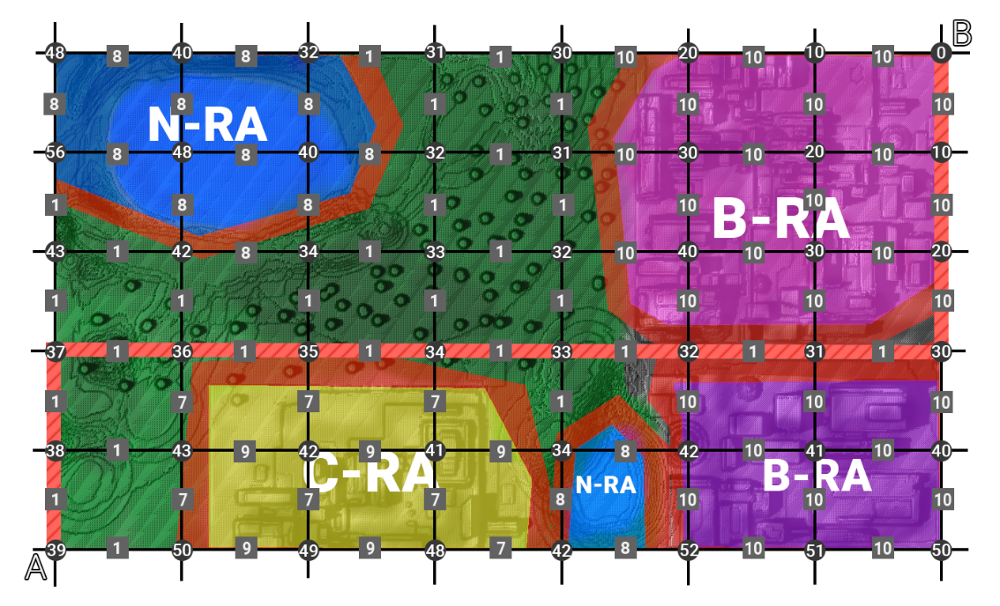 B
48 8 40 8 32 1 31 1 30 10 20 10 10 10 0
8 8 8 1 1 10 10 10
N-RA
56 8 48 8 40 8 32 1 31 10 30 10 20 10 10
1 8 8 1 1 10 10 10
B-RA
43 1 42 8 34 1 33 1 32 10 40 10 30 10 20
1 1 1 1 1 10 10 10
37 1 36 1 35 1 34 1 33 1 32 1 31 1 30
1 7 7 7 1 10 10 10
38 1 43 9 42 9 41 9 34 8 42 10 41 10 40
C-RA
N-RA
B-RA
1 7 7 7 8 10 10 10
39 1 50 9 49 9 48 7 42 8 52 10 51 10 50
A